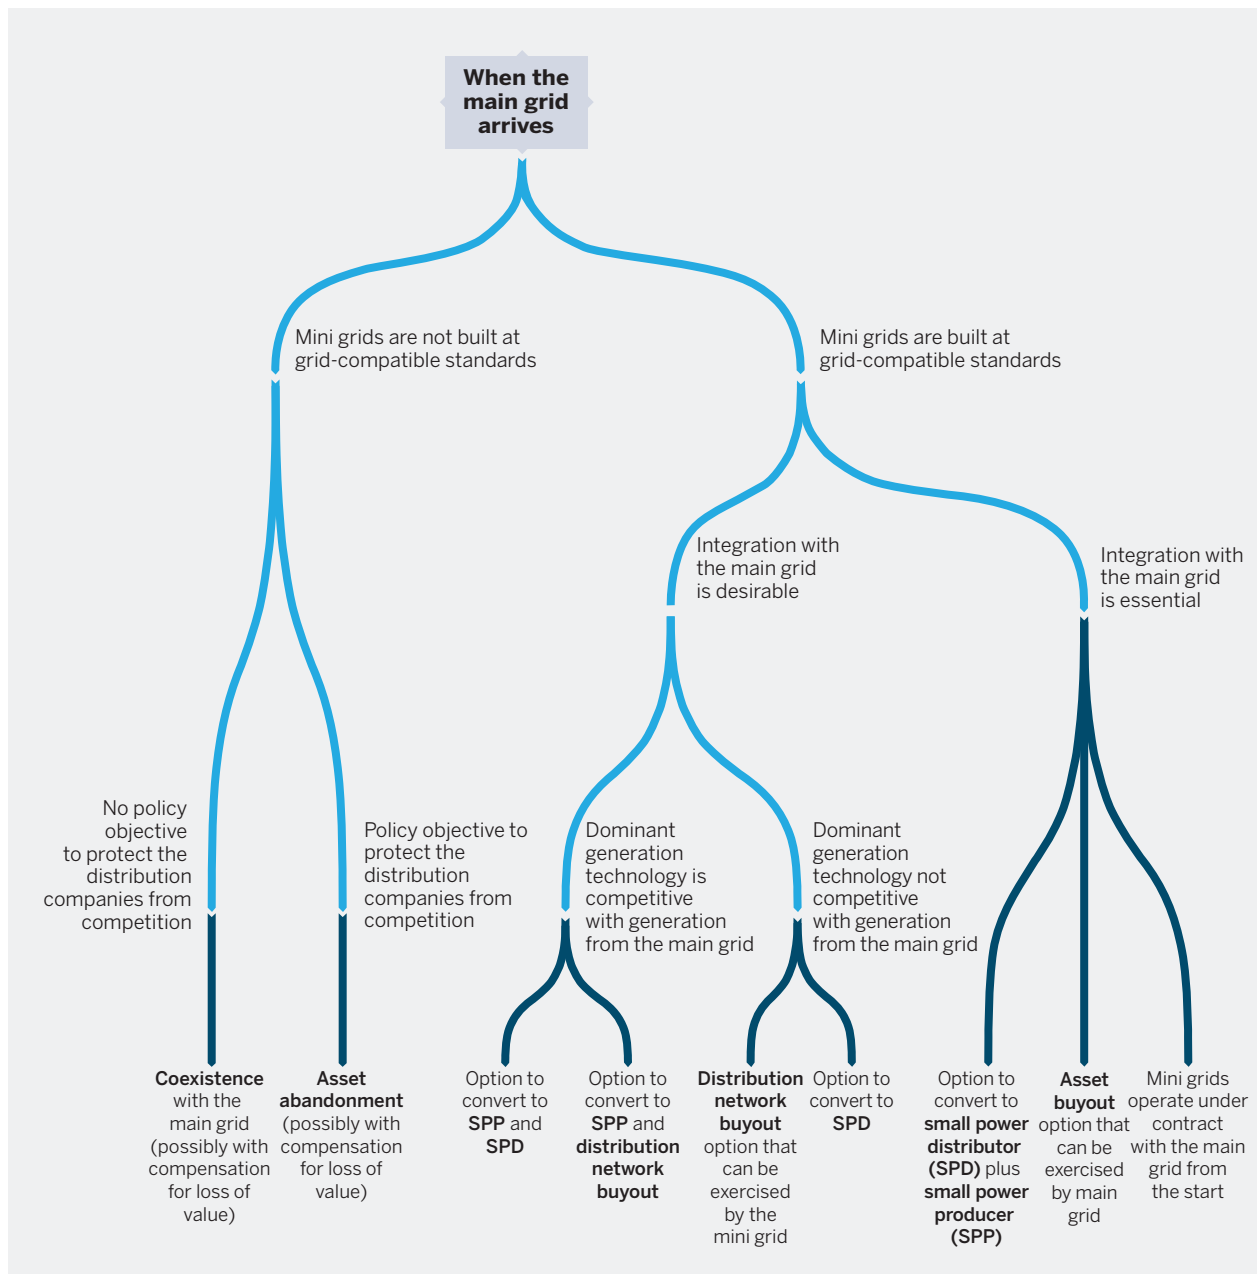 When the
main grid
arrives
Mini grids are not built at
grid-compatible standards
Mini grids are built at
grid-compatible standards
Integration with
the main grid
is desirable
Integration with
the main grid
is essential
No policy
objective
to protect the
distribution
companies from
competition
Policy objective to
protect the
distribution
companies from
competition
Dominant
generation
technology is
competitive
with generation
from the main grid
Dominant
generation
technology not
competitive
with generation
from the main grid
Coexistence
with the
main grid
(possibly with
compensation
for loss of
value)
Asset
abandonment
(possibly with
compensation
for loss of
value)
Option to
convert to
SPP and
SPD
Option to
convert to
SPP and
distribution
network
buyout
Distribution
network
buyout
option that
can be
exercised
by the
mini grid
Option to
convert to
SPD
Option to
convert to
small power
distributor
(SPD) plus
small power
producer
(SPP)
Asset
buyout
option that
can be
exercised
by main
grid
Mini grids
operate under
contract
with the main
grid from
the start